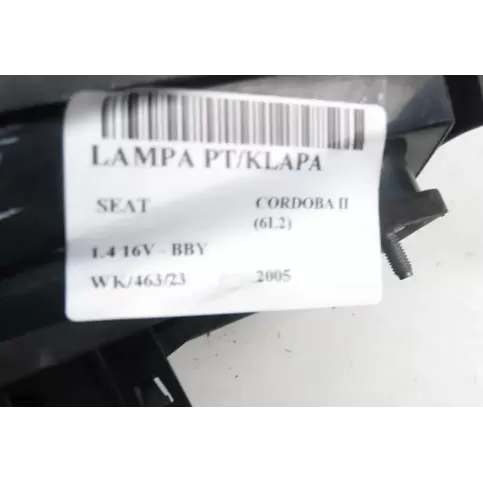 LAMPA PT/KLAPA
SEAT CORDOBA II
(6L2)
1.4 16V - BBY
WK/463/23 2005